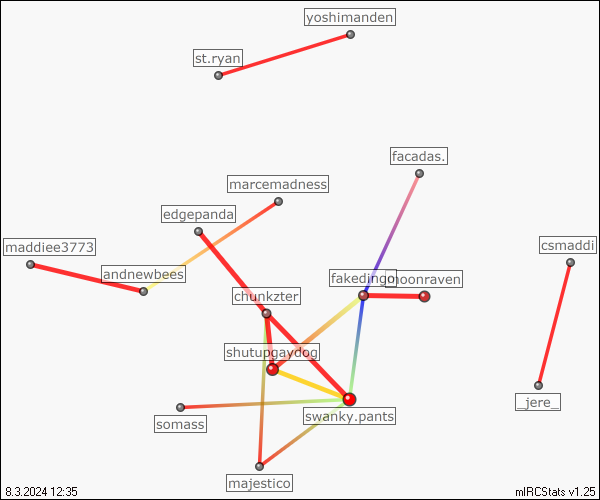 yoshimanden
st.ryan
facadas.
marcemadness
edgepanda
maddiee3773
csmaddi
andnewbees
fakedingo
moonraven
chunkzter
shutupgaydog
_jere_
somass
swanky.pants
majestico
8.3.2024 12:35
mIRCStats v1.25